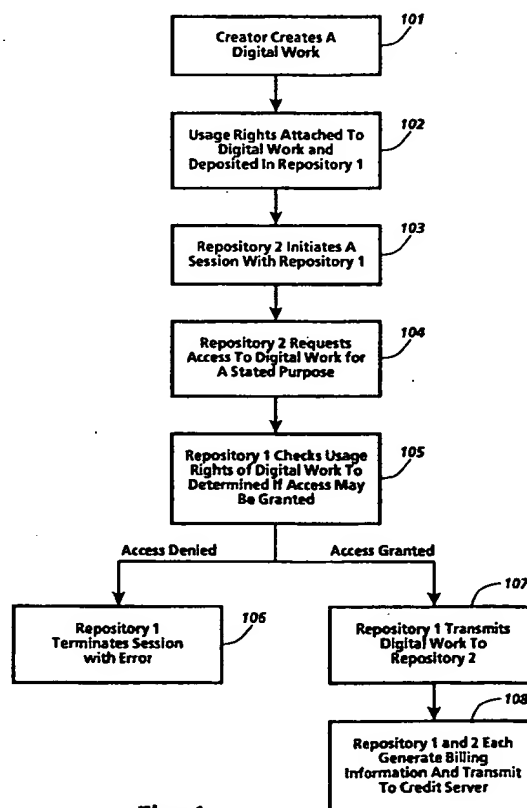 101
Creator Creates A
Digital Work
102
Usage Rights Attached To
Digital Work and
Deposited In Repository 1
103
Repository 2 Initiates A
Session With Repository 1
104
Repository 2 Requests
Access To Digital Work for
A Stated Purpose
105
Repository 1 Checks Usage
Rights of Digital Work To
Determined If Access May
Be Granted
Access Denied
Access Granted
106
Repository 1
Terminates Session
with Error
107
Repository 1 Transmits
Digital Work To
Repository 2
108
Repository 1 and 2 Each
Generate Billing
Information And Transmit
To Credit Server